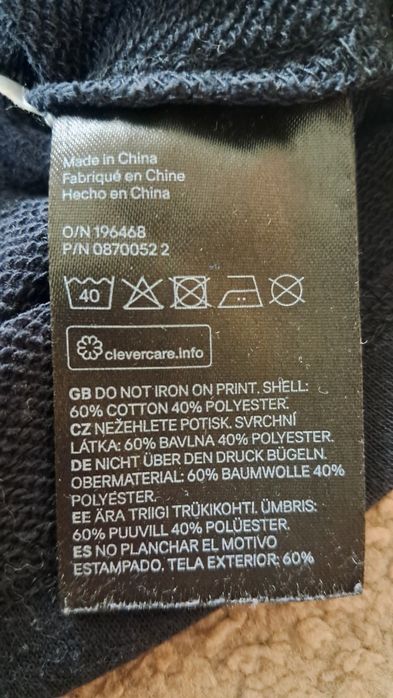 Made in China
Fabriqué en Chine
Hecho en China
O/N 196468
P/N 0870052 2
40
clevercare.info
GB DO NOT IRON ON PRINT. SHELL:
60% COTTON 40% POLYESTER.
CZ NEŽEHLETE POTISK. SVRCHNÍ
LÁTKA: 60% BAVLNA 40% POLYESTER.
DE NICHT ÜBER DEN DRUCK BÜGELN.
OBERMATERIAL: 60% BAUMWOLLE 40%
POLYESTER.
EE ÄRA TRIIGI TRÜKIKOHTI. ÜMBRIS:
60% PUUVILL 40% POLÜESTER.
ES NO PLANCHAR EL MOTIVO
ESTAMPADO. TELA EXTERIOR: 60%